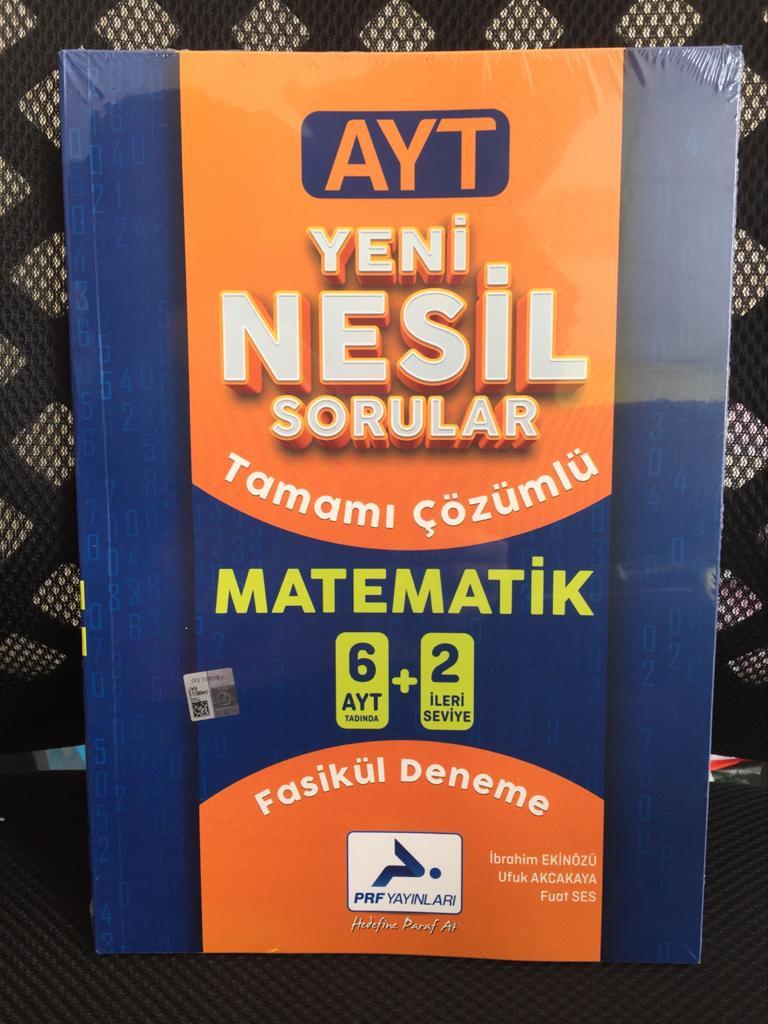 AYT
YENİ
NESİL
SORULAR
Tamamı Çözümlü
MATEMATİK
6 AYT TADINDA + 2 İLERİ SEVİYE
Fasikül Deneme
İbrahim EKİNÖZÜ
Ufuk AKCAKAYA
Fuat SES
PRF YAYINLARI
Hedefine Paraf At